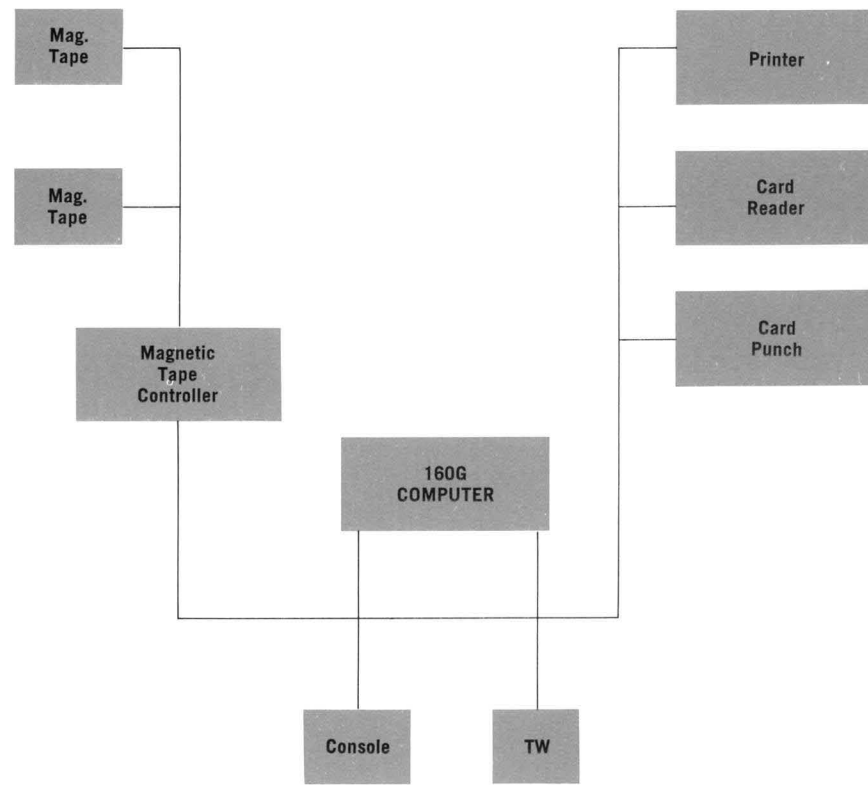 Mag.
Tape
Printer
Mag.
Tape
Card
Reader
Card
Punch
Magnetic
Tape
Controller
160G
COMPUTER
Console
TW